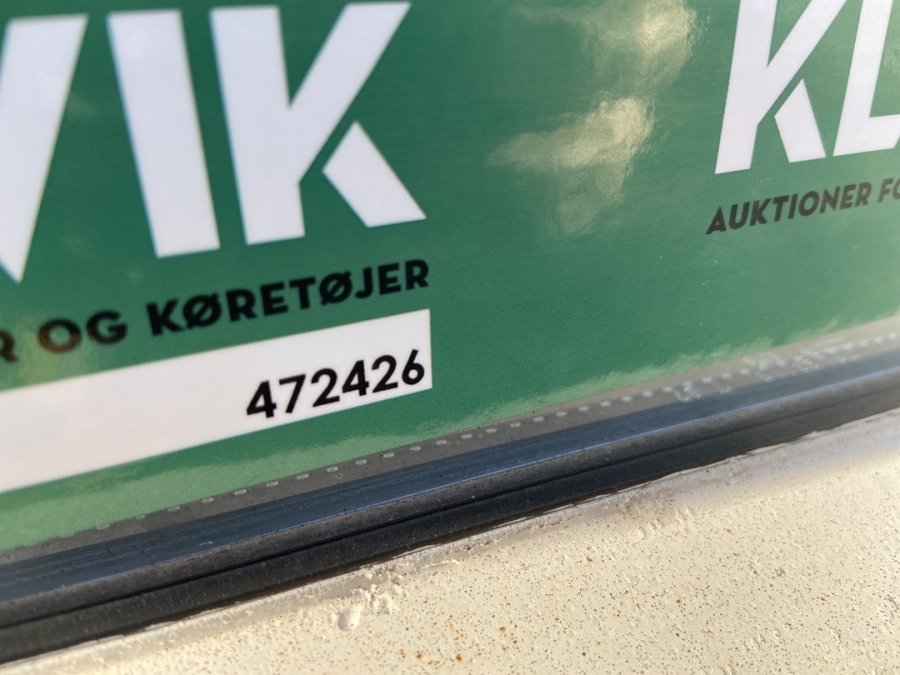 VIK
R OG KØRETØJER
472426
KL
AUKTIONER FO